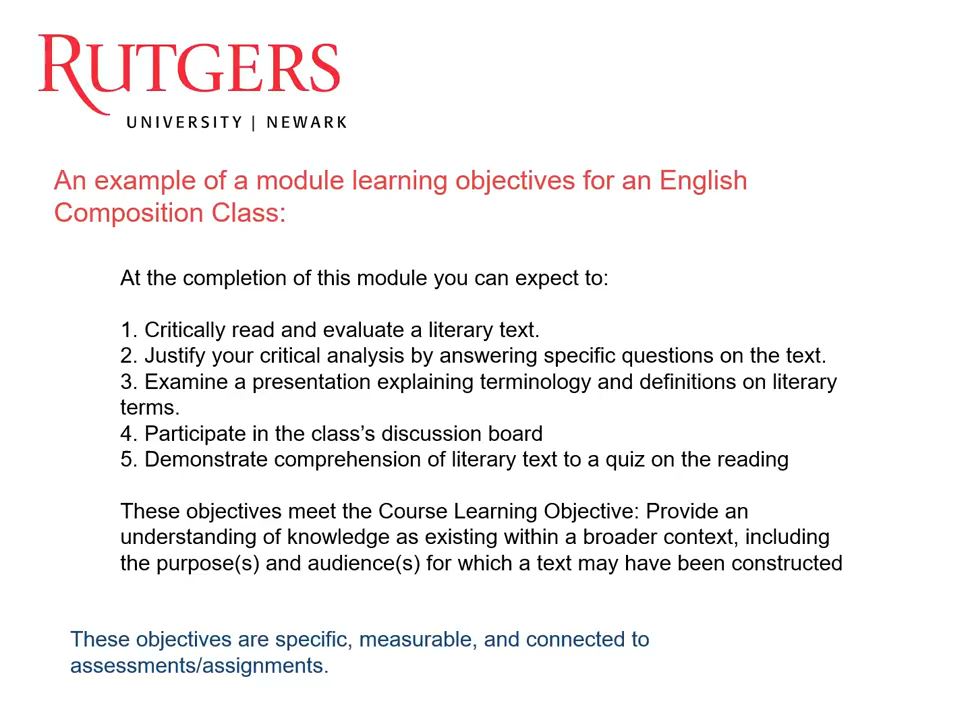 RUTGERS
UNIVERSITY | NEWARK
An example of a module learning objectives for an English
Composition Class:
At the completion of this module you can expect to:
1. Critically read and evaluate a literary text.
2. Justify your critical analysis by answering specific questions on the text.
3. Examine a presentation explaining terminology and definitions on literary
terms.
4. Participate in the class's discussion board
5. Demonstrate comprehension of literary text to a quiz on the reading
These objectives meet the Course Learning Objective: Provide an
understanding of knowledge as existing within a broader context, including
the purpose(s) and audience(s) for which a text may have been constructed
These objectives are specific, measurable, and connected to
assessments/assignments.